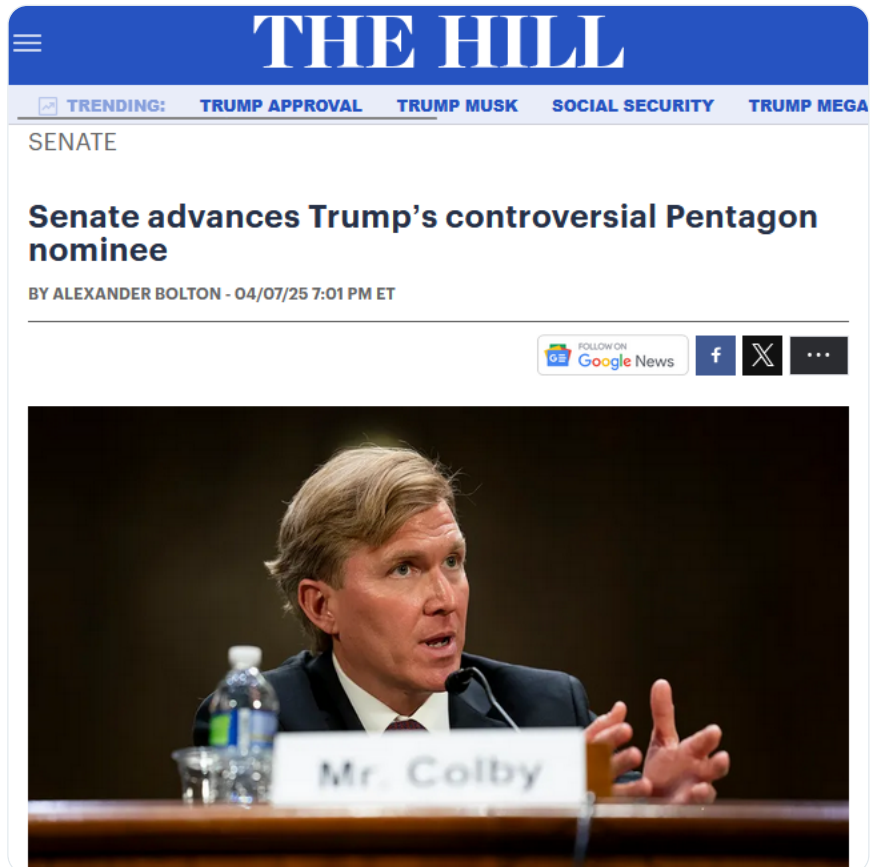 THE HILL
TRENDING: TRUMP APPROVAL TRUMP MUSK SOCIAL SECURITY TRUMP MEGA
SENATE
Senate advances Trump’s controversial Pentagon
nominee
BY ALEXANDER BOLTON - 04/07/25 7:01 PM ET
FOLLOW ON
GE Google News
f X ...
Mr. Colby